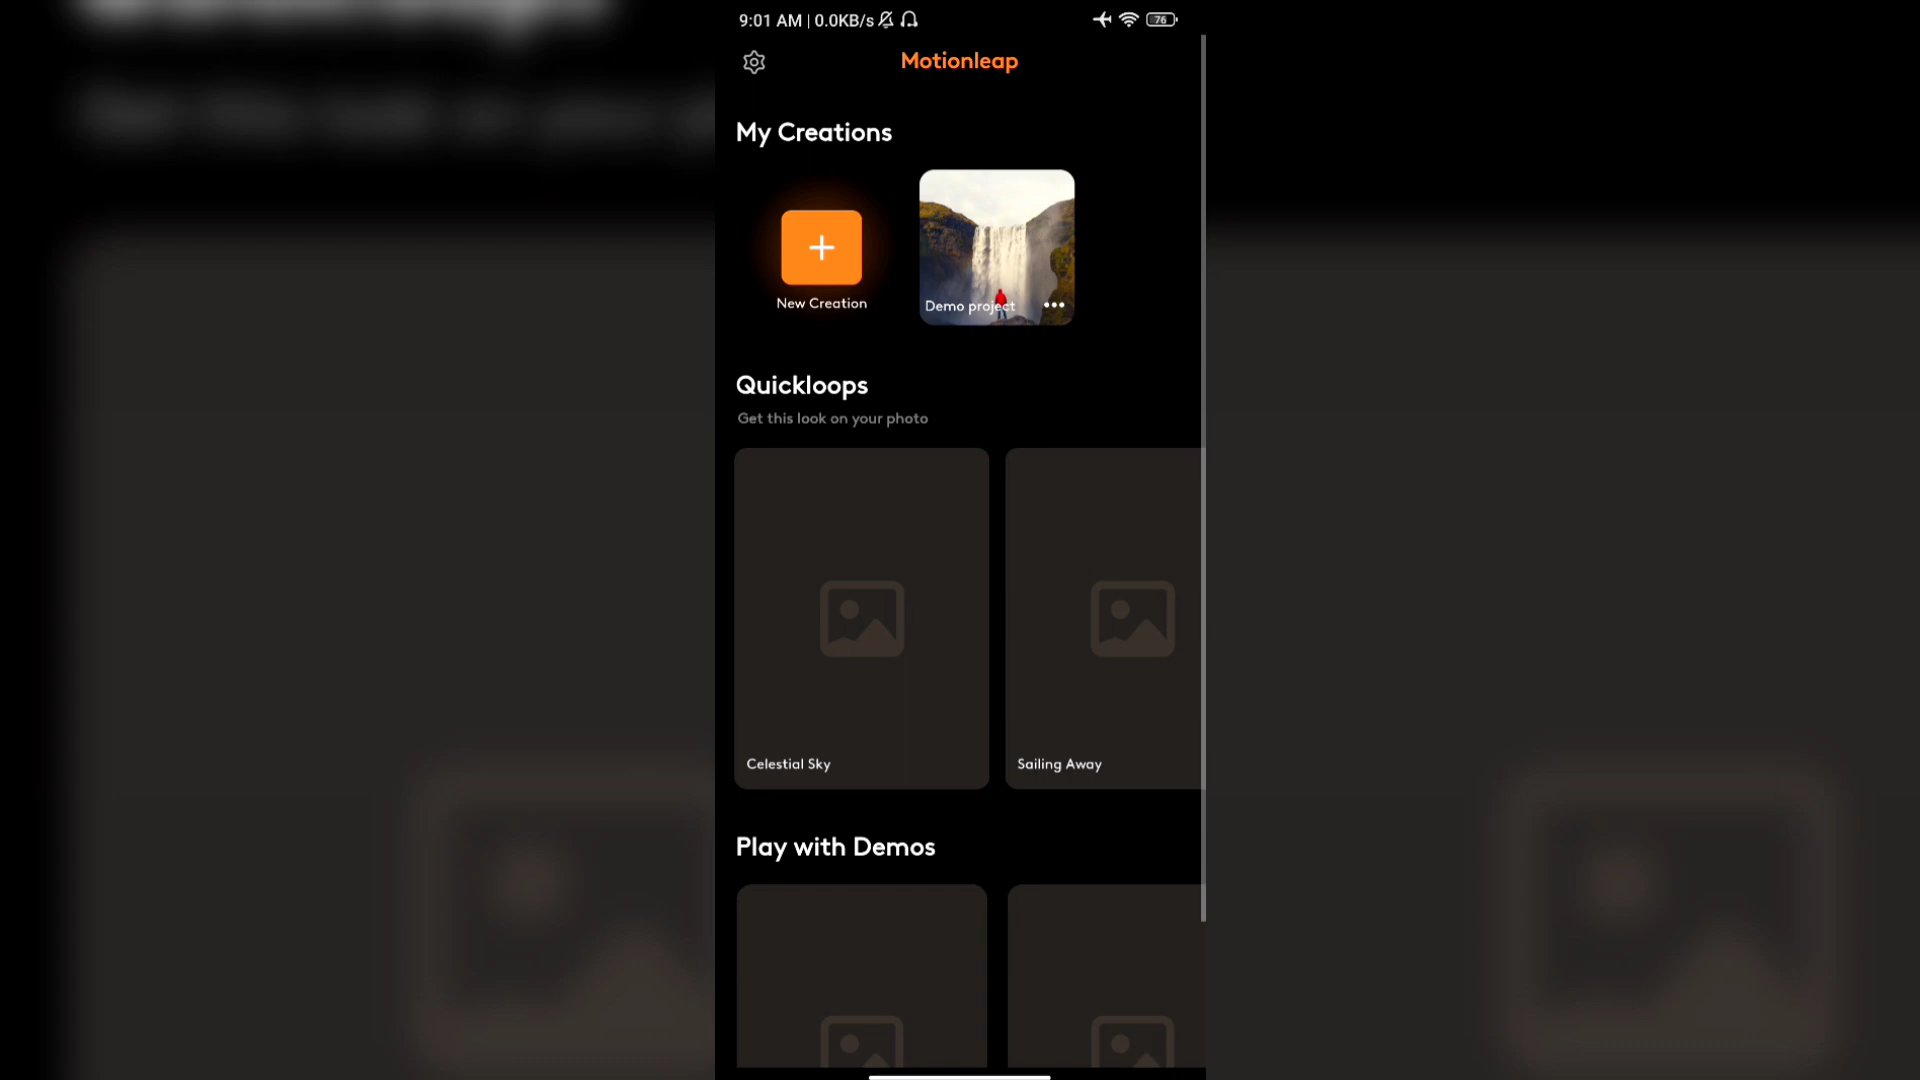 9:01 AM | 0.0KB/s
76
Motionleap
My Creations
New Creation
Demo project
Quickloops
Get this look on your photo
Celestial Sky
Sailing Away
Play with Demos